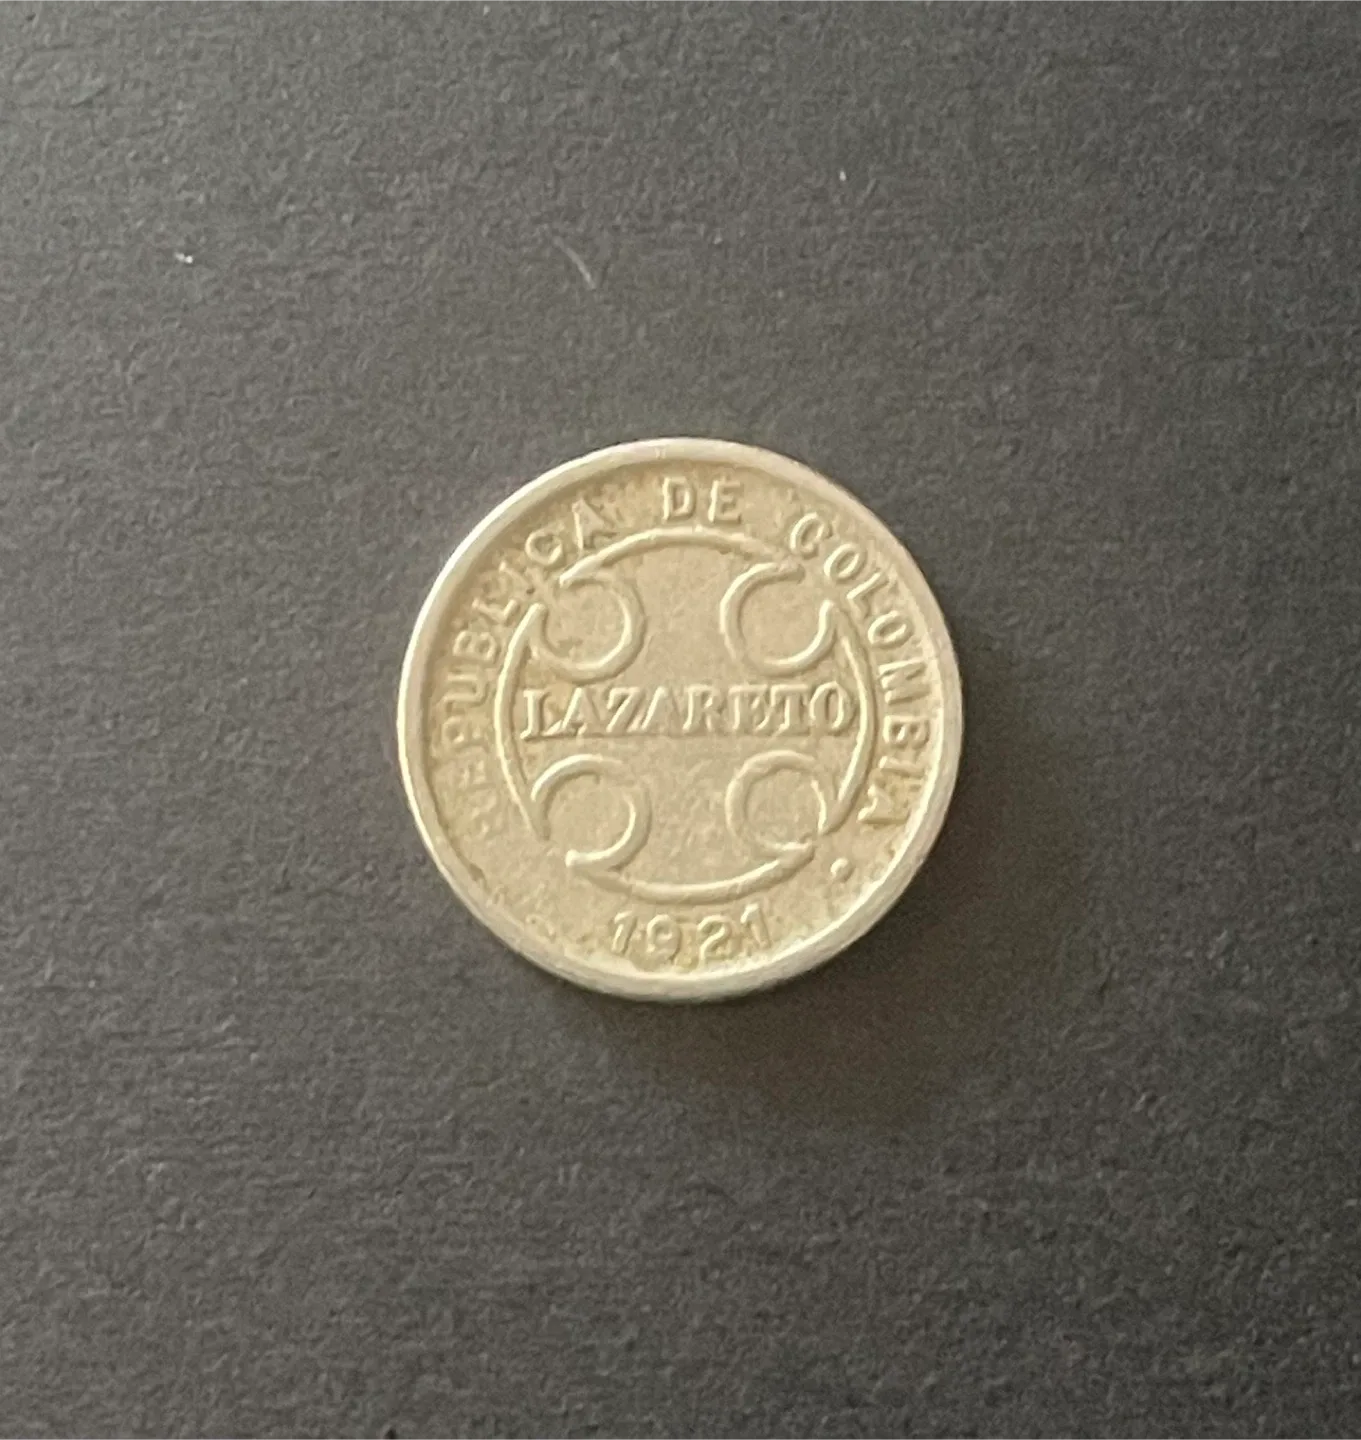 REPUBLICA DE COLOMBIA
LAZARETO
1921